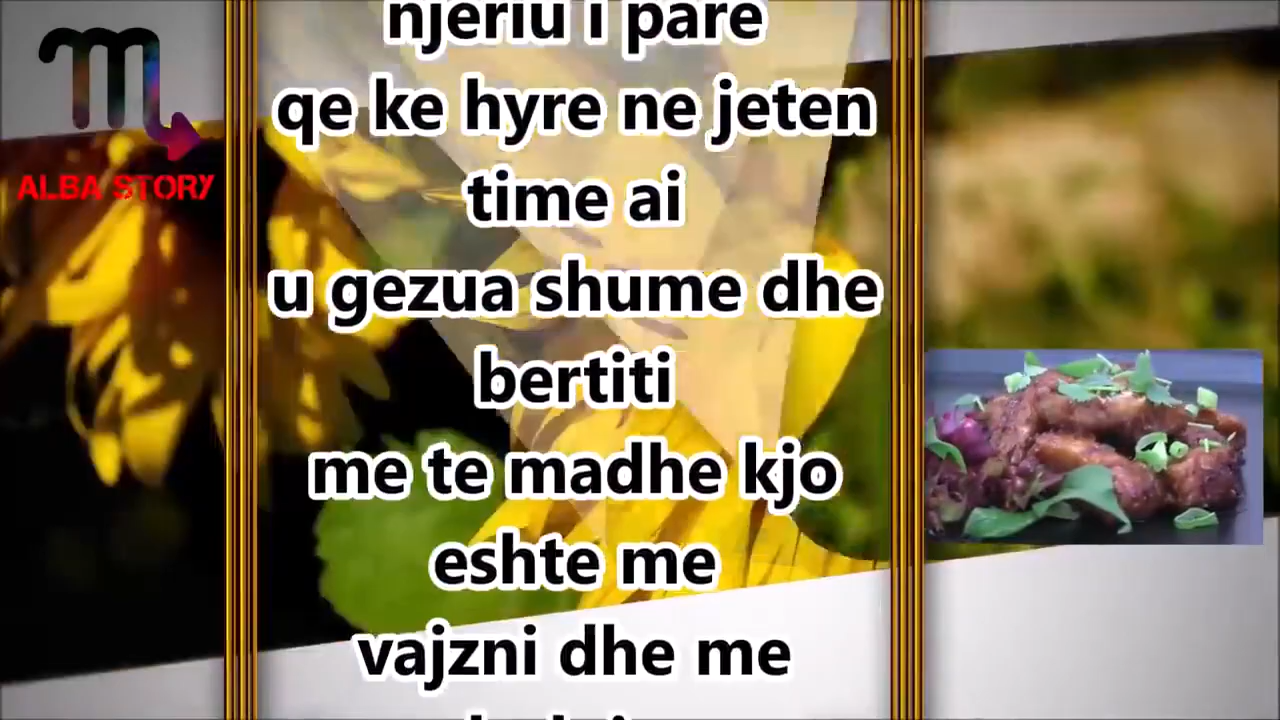 ALBA STORY
njeriu i pare
qe ke hyre ne jeten
time ai
u gezua shume dhe
bertiti
me te madhe kjo
eshte me
vajzni dhe me